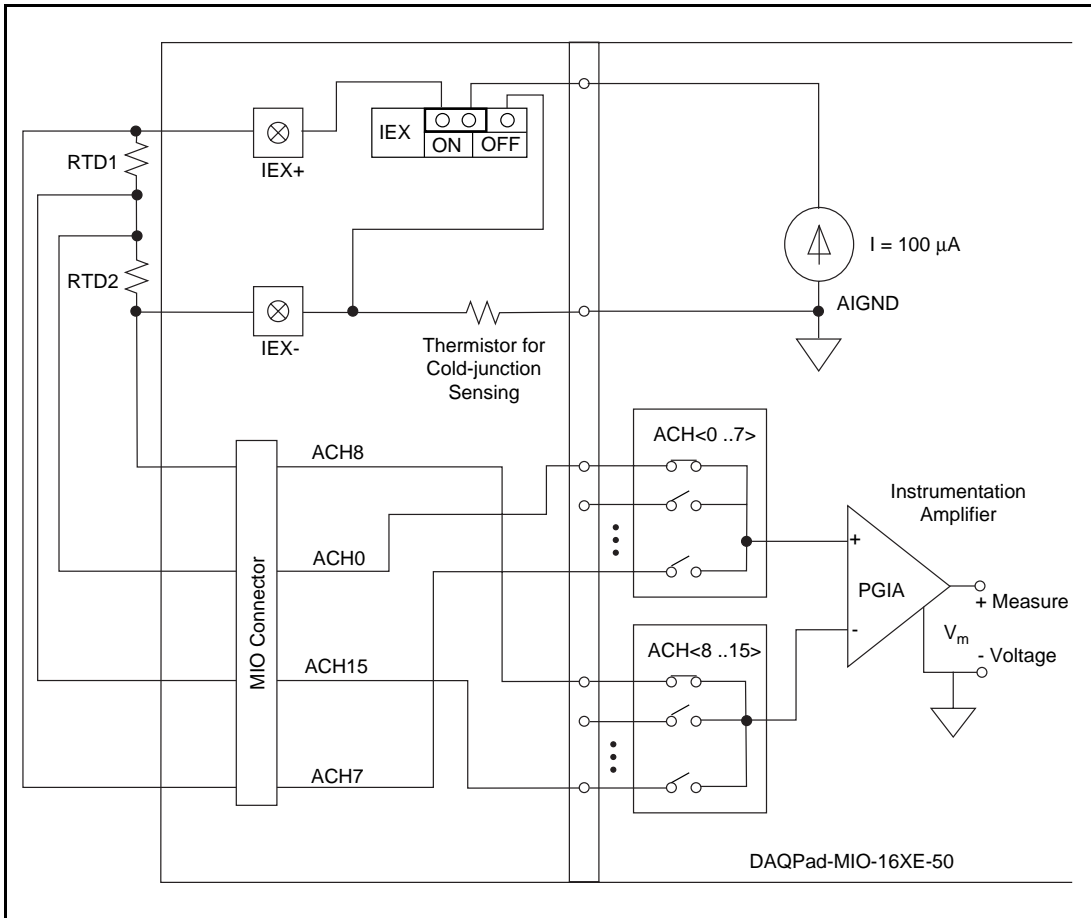 IEX
ON
OFF
RTD1
IEX+
I = 100 µA
RTD2
AIGND
IEX-
Thermistor for
Cold-junction
Sensing
ACH<0 ..7>
ACH8
Instrumentation
Amplifier
ACH0
+
PGIA
+ Measure
MIO Connector
-
Vm
- Voltage
ACH<8 ..15>
ACH15
ACH7
DAQPad-MIO-16XE-50